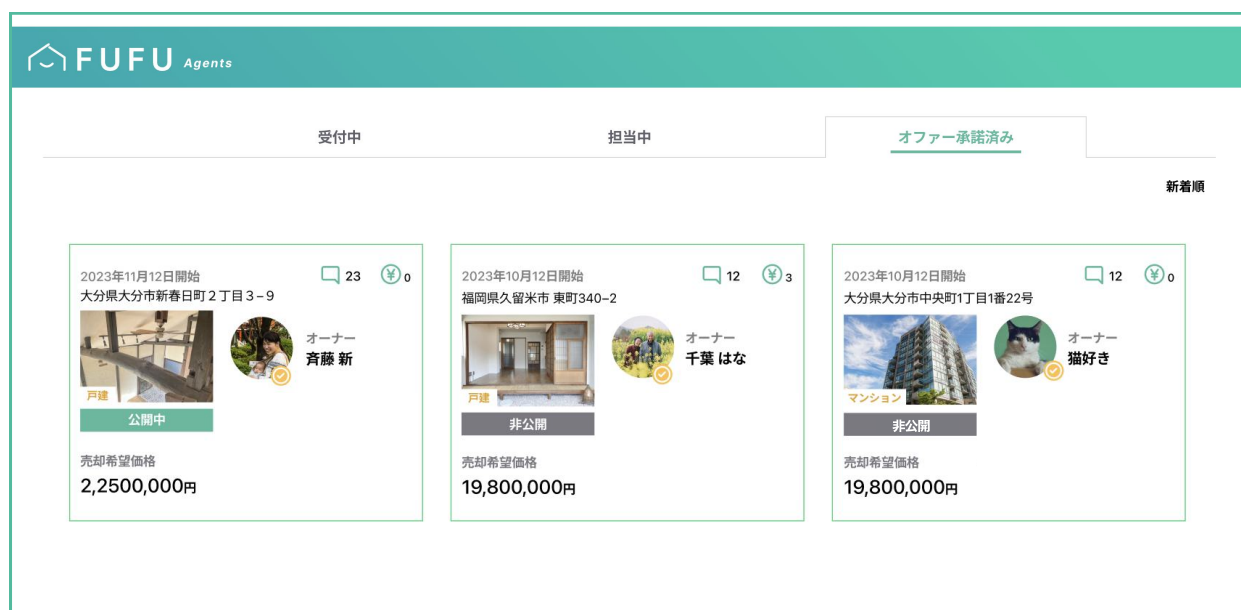 FUFU Agents
受付中
担当中
オファー承諾済み
新着順
2023年11月12日開始
23
¥ 0
大分県大分市新春日町2丁目3−9
オーナー
斉藤 新
戸建
公開中
売却希望価格
2,2500,000円
2023年10月12日開始
12
¥ 3
福岡県久留米市 東町340−2
オーナー
千葉 はな
戸建
非公開
売却希望価格
19,800,000円
2023年10月12日開始
12
¥ 0
大分県大分市中央町1丁目1番22号
オーナー
猫好き
マンション
非公開
売却希望価格
19,800,000円